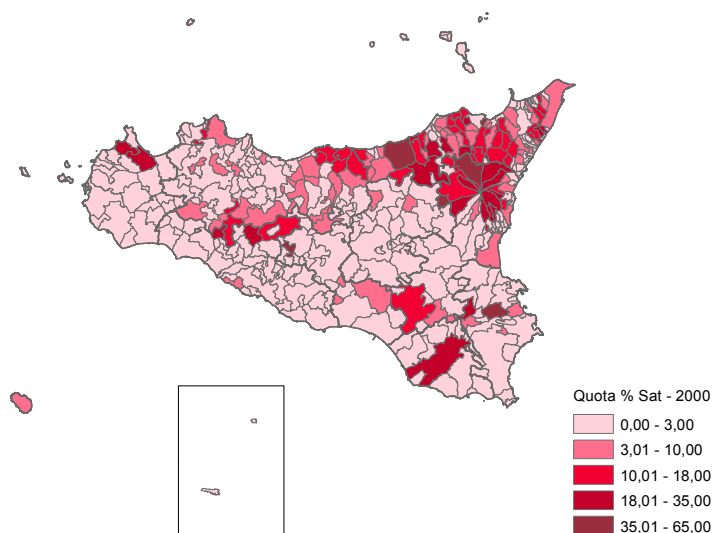 Quota % Sat - 2000
0,00 - 3,00
3,01 - 10,00
10,01 - 18,00
18,01 - 35,00
35,01 - 65,00